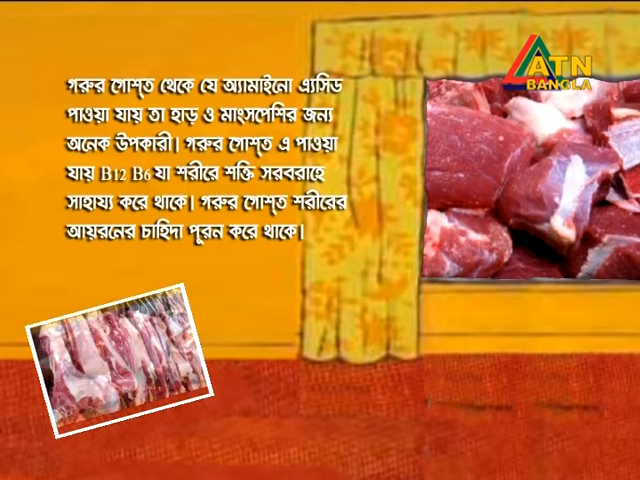 গরুর গোশ্ত থেকে যে অ্যামাইনো এ্যসিড
পাওয়া যায় তা হাড় ও মাংসপেশির জন্য
অনেক উপকারী। গরুর গোশ্ত এ পাওয়া
যায় B12 B6 যা শরীরে শক্তি সরবরাহে
সাহায্য করে থাকে। গরুর গোশ্ত শরীরের
আয়রনের চাহিদা পূরন করে থাকে।
ATN
BANGLA